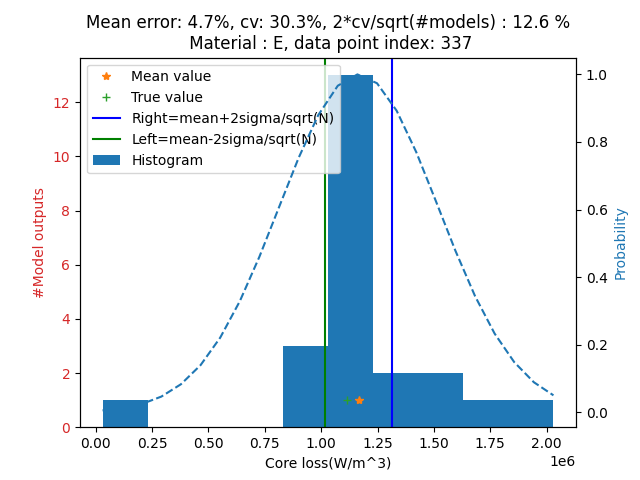 Mean error: 4.7%, cv: 30.3%, 2*cv/sqrt(#models) : 12.6 %
Material : E, data point index: 337
Mean value
True value
Right=mean+2sigma/sqrt(N)
Left=mean-2sigma/sqrt(N)
Histogram
#Model outputs
12
10
8
6
4
2
0
1.0
0.8
0.6
0.4
0.2
0.0
Probability
0.00
0.25
0.50
0.75
1.00
1.25
1.50
1.75
2.00
1e6
Core loss(W/m^3)